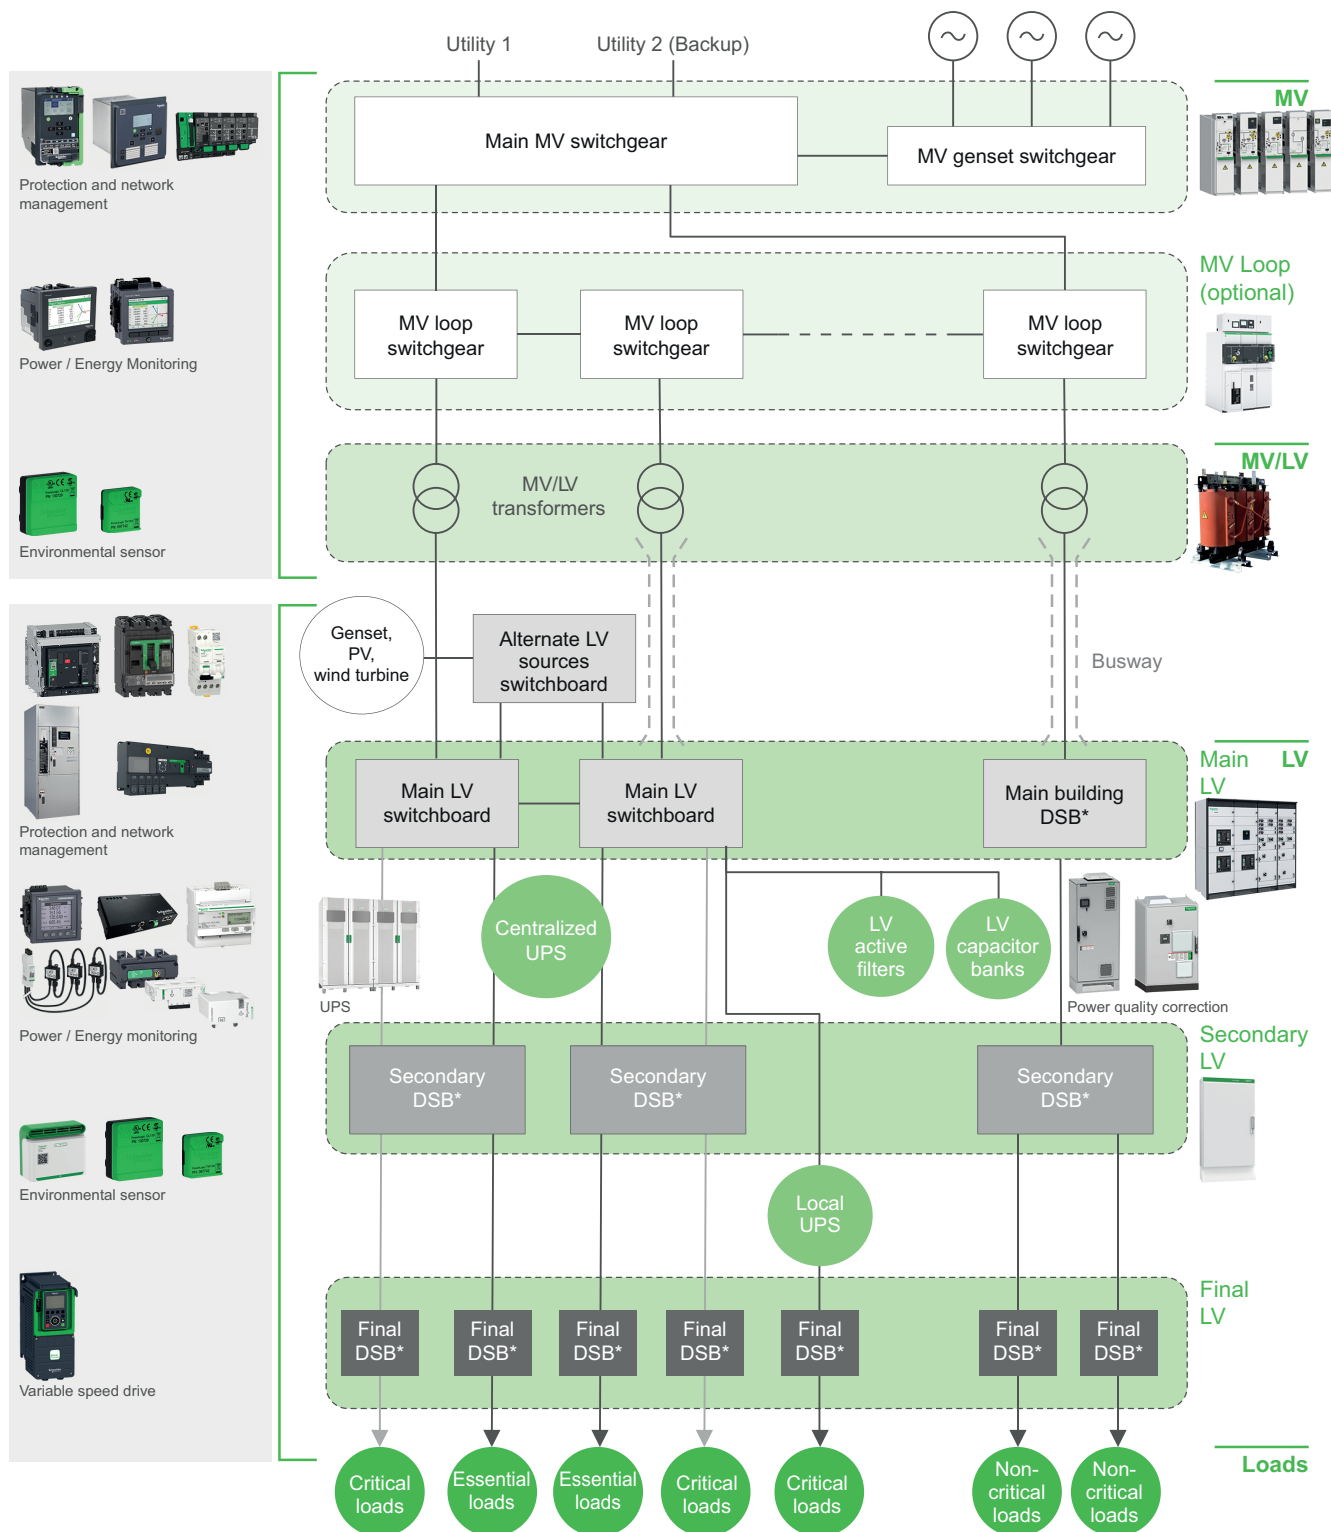 Utility 1
Utility 2 (Backup)
MV
Main MV switchgear
MV genset switchgear
Protection and network
management
MV Loop
(optional)
MV loop
switchgear
MV loop
switchgear
MV loop
switchgear
Power / Energy Monitoring
MV/LV
MV/LV
transformers
Environmental sensor
Genset,
PV,
wind turbine
Alternate LV
sources
switchboard
Busway
Main
LV
LV
Main LV
switchboard
Main LV
switchboard
Main building
DSB*
Protection and network
management
Centralized
UPS
LV
active
filters
LV
capacitor
banks
UPS
Power quality correction
Power / Energy monitoring
Secondary
LV
Secondary
DSB*
Secondary
DSB*
Secondary
DSB*
Environmental sensor
Local
UPS
Final
LV
Final
DSB*
Final
DSB*
Final
DSB*
Final
DSB*
Final
DSB*
Final
DSB*
Final
DSB*
Variable speed drive
Loads
Critical
loads
Essential
loads
Essential
loads
Critical
loads
Critical
loads
Non-
critical
loads
Non-
critical
loads